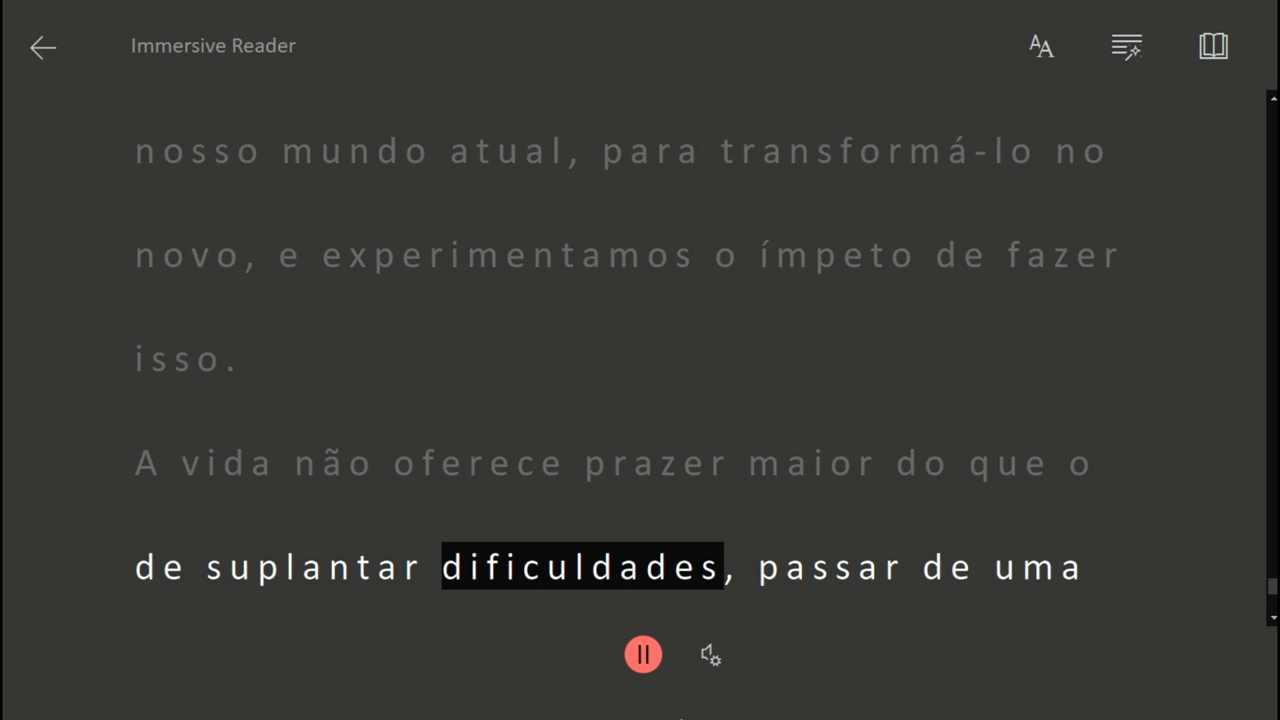 Immersive Reader
nosso mundo atual, para transformá-lo no
novo, e experimentamos o ímpeto de fazer
isso.
A vida não oferece prazer maior do que o
de suplantar dificuldades, passar de uma